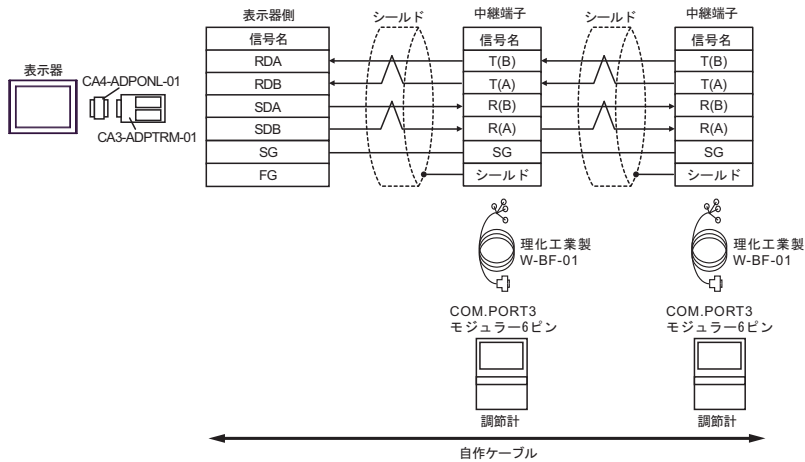 表示器
CA4-ADPONL-01
CA3-ADPTRM-01
表示器側
信号名
RDA
RDB
SDA
SDB
SG
FG
シールド
中継端子
信号名
T(B)
T(A)
R(B)
R(A)
SG
シールド
シールド
中継端子
信号名
T(B)
T(A)
R(B)
R(A)
SG
シールド
理化工業製
W-BF-01
理化工業製
W-BF-01
COM.PORT3
モジュラー6ピン
COM.PORT3
モジュラー6ピン
調節計
調節計
自作ケーブル